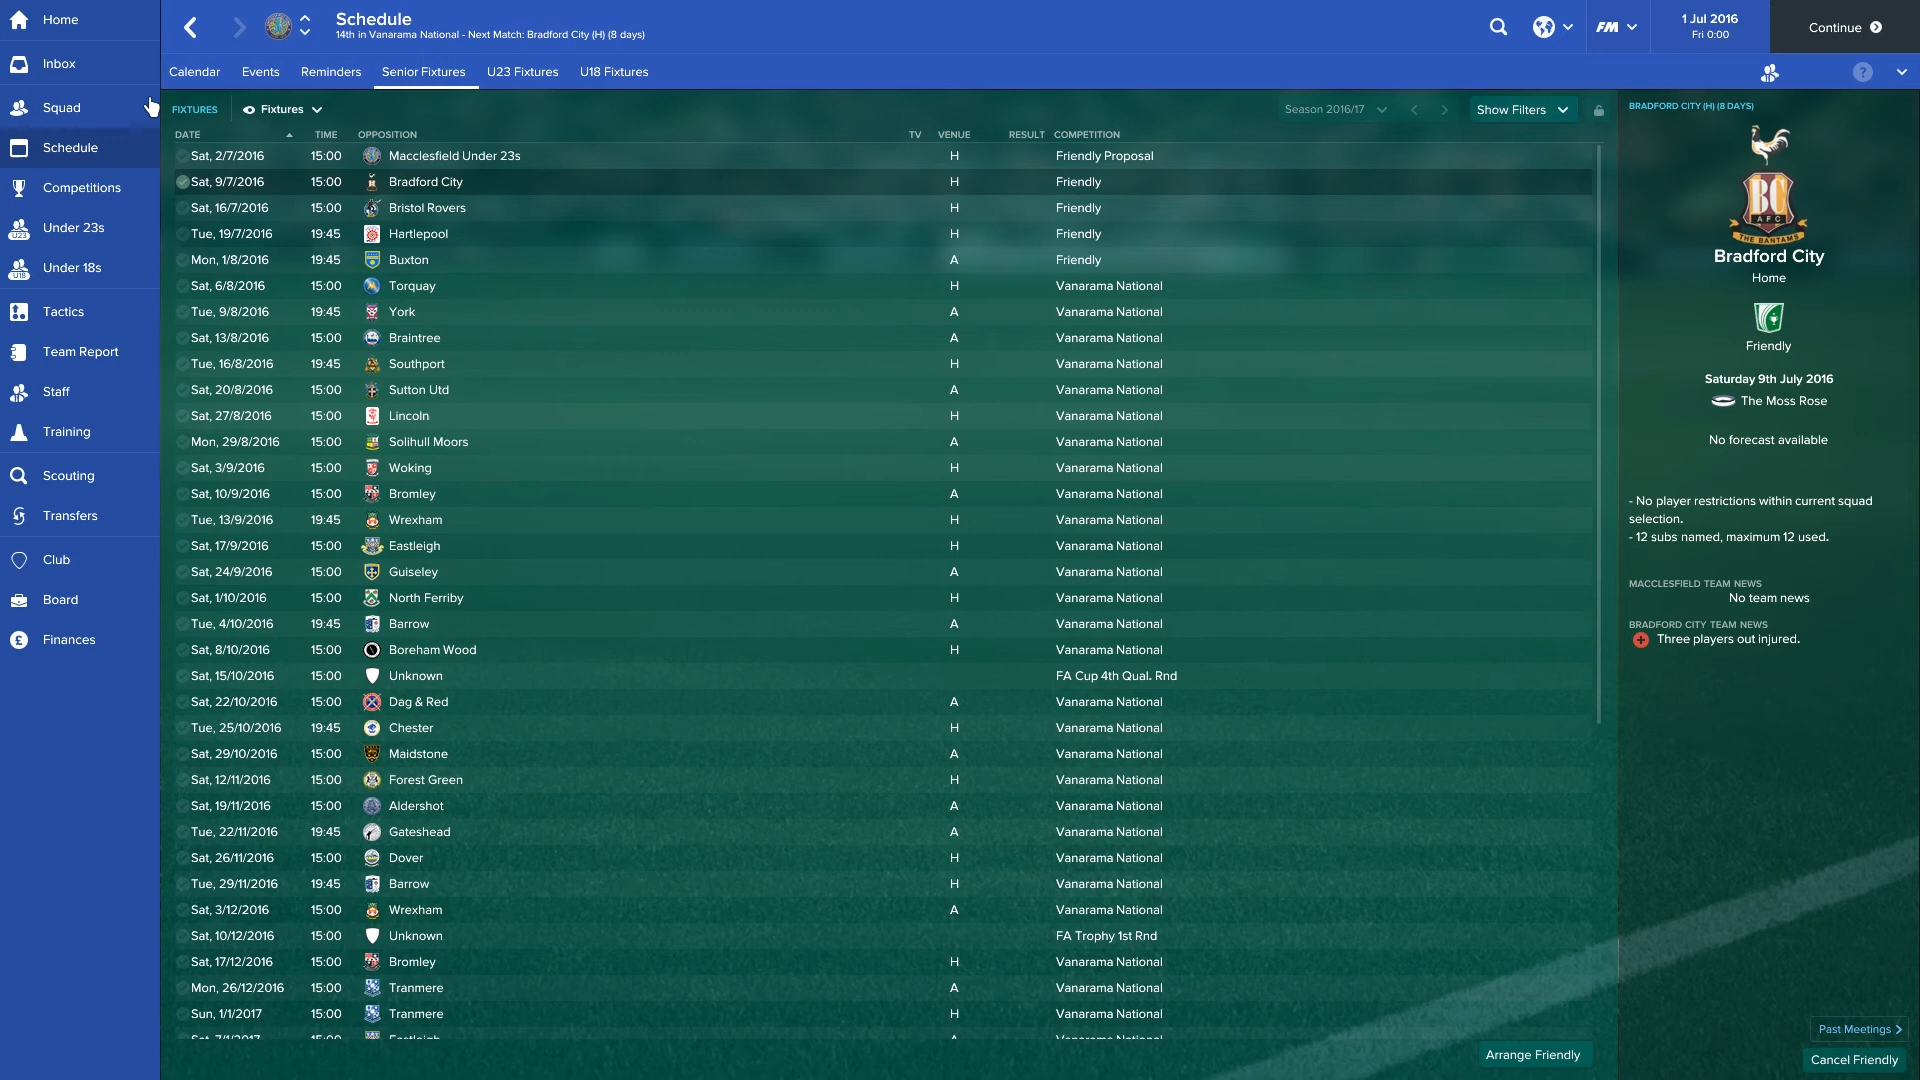 Home
Inbox
Squad
Schedule
Competitions
Under 23s
Under 18s
Tactics
Team Report
Staff
Training
Scouting
Transfers
Club
Board
Finances
Schedule
14th in Vanarama National - Next Match: Bradford City (H) (8 days)
FM
1 Jul 2016
Fri 0:00
Continue
Calendar Events Reminders Senior Fixtures U23 Fixtures U18 Fixtures
FIXTURES Fixtures Season 2016/17 Show Filters
DATE TIME OPPOSITION TV VENUE RESULT COMPETITION
Sat, 2/7/2016 15:00 Macclesfield Under 23s H Friendly Proposal
Sat, 9/7/2016 15:00 Bradford City H Friendly
Sat, 16/7/2016 15:00 Bristol Rovers H Friendly
Tue, 19/7/2016 19:45 Hartlepool H Friendly
Mon, 1/8/2016 19:45 Buxton A Friendly
Sat, 6/8/2016 15:00 Torquay H Vanarama National
Tue, 9/8/2016 19:45 York A Vanarama National
Sat, 13/8/2016 15:00 Braintree A Vanarama National
Tue, 16/8/2016 19:45 Southport H Vanarama National
Sat, 20/8/2016 15:00 Sutton Utd A Vanarama National
Sat, 27/8/2016 15:00 Lincoln H Vanarama National
Mon, 29/8/2016 15:00 Solihull Moors A Vanarama National
Sat, 3/9/2016 15:00 Woking H Vanarama National
Sat, 10/9/2016 15:00 Bromley A Vanarama National
Tue, 13/9/2016 19:45 Wrexham H Vanarama National
Sat, 17/9/2016 15:00 Eastleigh H Vanarama National
Sat, 24/9/2016 15:00 Guiseley A Vanarama National
Sat, 1/10/2016 15:00 North Ferriby H Vanarama National
Tue, 4/10/2016 19:45 Barrow A Vanarama National
Sat, 8/10/2016 15:00 Boreham Wood H Vanarama National
Sat, 15/10/2016 15:00 Unknown FA Cup 4th Qual. Rnd
Sat, 22/10/2016 15:00 Dag & Red A Vanarama National
Tue, 25/10/2016 19:45 Chester H Vanarama National
Sat, 29/10/2016 15:00 Maidstone A Vanarama National
Sat, 12/11/2016 15:00 Forest Green H Vanarama National
Sat, 19/11/2016 15:00 Aldershot A Vanarama National
Tue, 22/11/2016 19:45 Gateshead A Vanarama National
Sat, 26/11/2016 15:00 Dover H Vanarama National
Tue, 29/11/2016 19:45 Barrow H Vanarama National
Sat, 3/12/2016 15:00 Wrexham A Vanarama National
Sat, 10/12/2016 15:00 Unknown FA Trophy 1st Rnd
Sat, 17/12/2016 15:00 Bromley H Vanarama National
Mon, 26/12/2016 15:00 Tranmere A Vanarama National
Sun, 1/1/2017 15:00 Tranmere H Vanarama National
Sat, 7/1/2017 15:00 Eastleigh A Vanarama National
Arrange Friendly
BRADFORD CITY (H) (8 DAYS)
BC
AFC
THE BANTAMS
Bradford City
Home
Friendly
Saturday 9th July 2016
The Moss Rose
No forecast available
- No player restrictions within current squad
selection.
- 12 subs named, maximum 12 used.
MACCLESFIELD TEAM NEWS
No team news
BRADFORD CITY TEAM NEWS
Three players out injured.
Past Meetings
Cancel Friendly